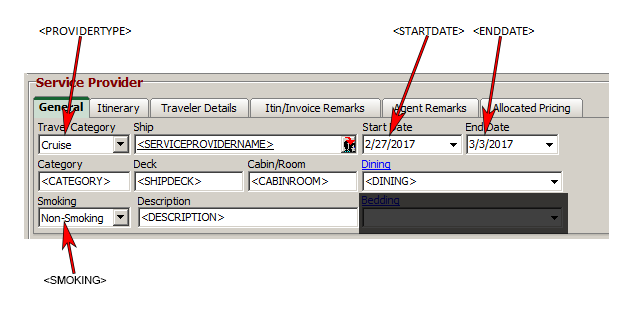 <PROVIDERTYPE> <STARTDATE> <ENDDATE>
Service Provider
General Itinerary Traveler Details Itin/Invoice Remarks Agent Remarks Allocated Pricing
Travel Category Ship Start Date End Date
Cruise <SERVICEPROVIDERNAME> 2/27/2017 3/3/2017
Category Deck Cabin/Room Dining
<CATEGORY> <SHIPDECK> <CABINROOM> <DINING>
Smoking Description Bedding
Non-Smoking <DESCRIPTION>
<SMOKING>